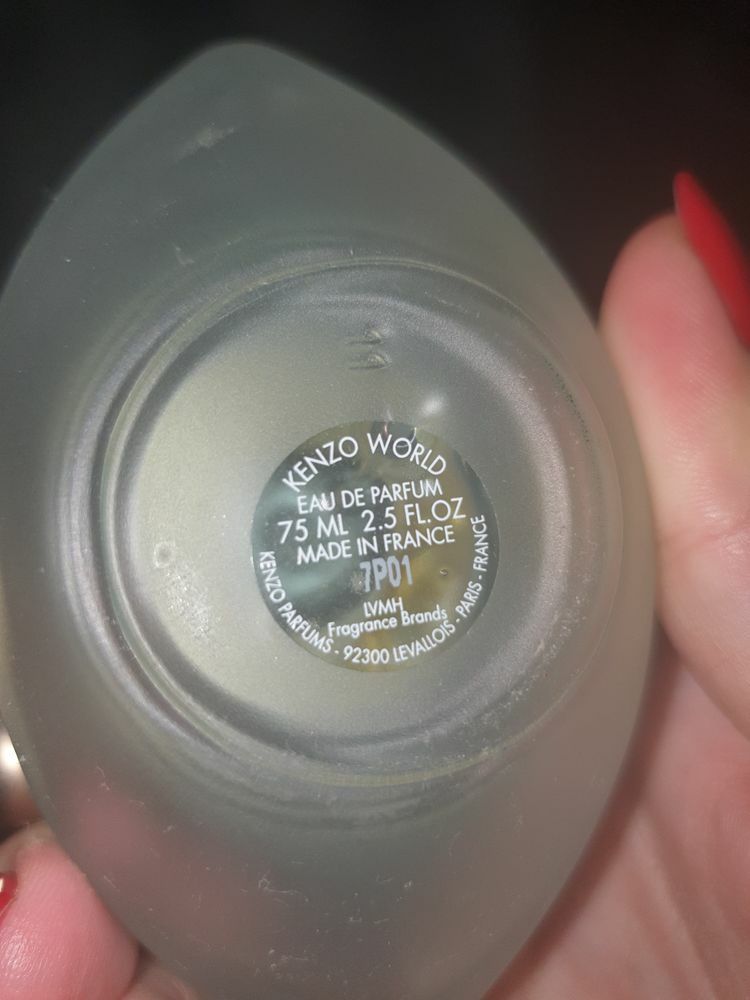 KENZO WORLD
EAU DE PARFUM
75 ML 2.5 FL.OZ
MADE IN FRANCE
7P01
LVMH
Fragrance Brands
KENZO PARFUMS - 92300 LEVALLOIS - PARIS - FRANCE